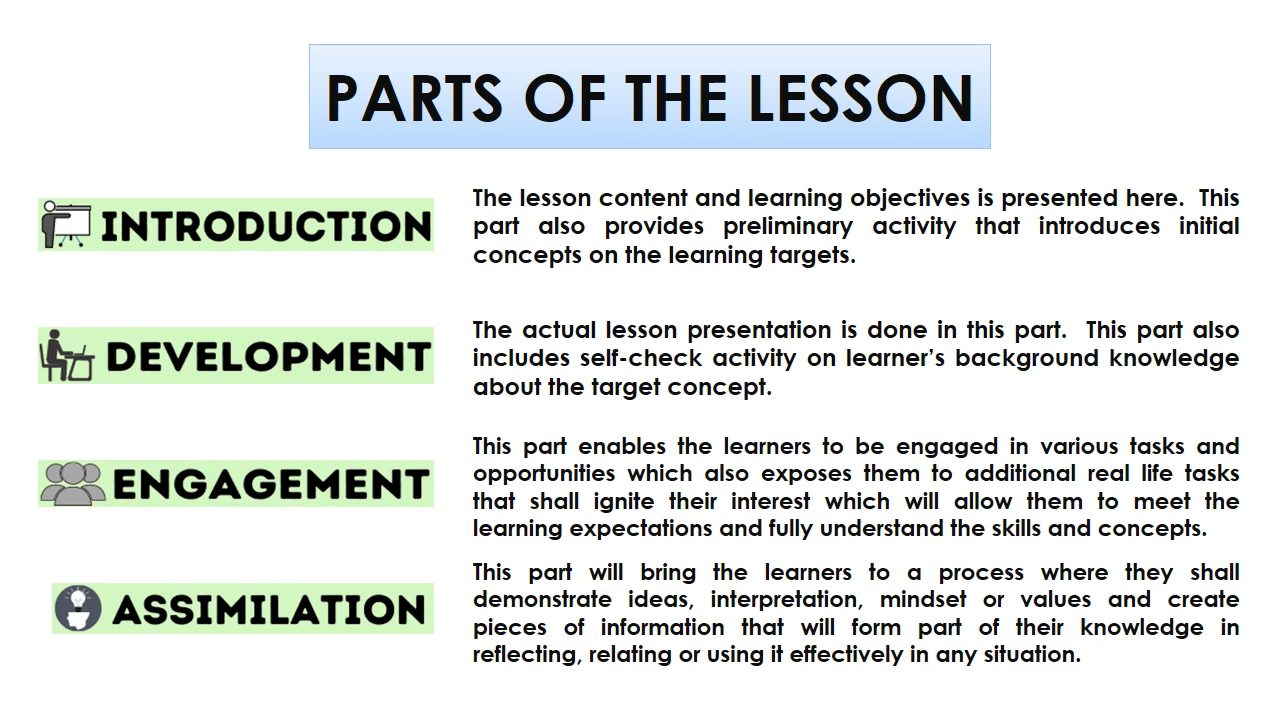 PARTS OF THE LESSON
INTRODUCTION
The lesson content and learning objectives is presented here. This
part also provides preliminary activity that introduces initial
concepts on the learning targets.
DEVELOPMENT
The actual lesson presentation is done in this part. This part also
includes self-check activity on learner’s background knowledge
about the target concept.
ENGAGEMENT
This part enables the learners to be engaged in various tasks and
opportunities which also exposes them to additional real life tasks
that shall ignite their interest which will allow them to meet the
learning expectations and fully understand the skills and concepts.
ASSIMILATION
This part will bring the learners to a process where they shall
demonstrate ideas, interpretation, mindset or values and create
pieces of information that will form part of their knowledge in
reflecting, relating or using it effectively in any situation.